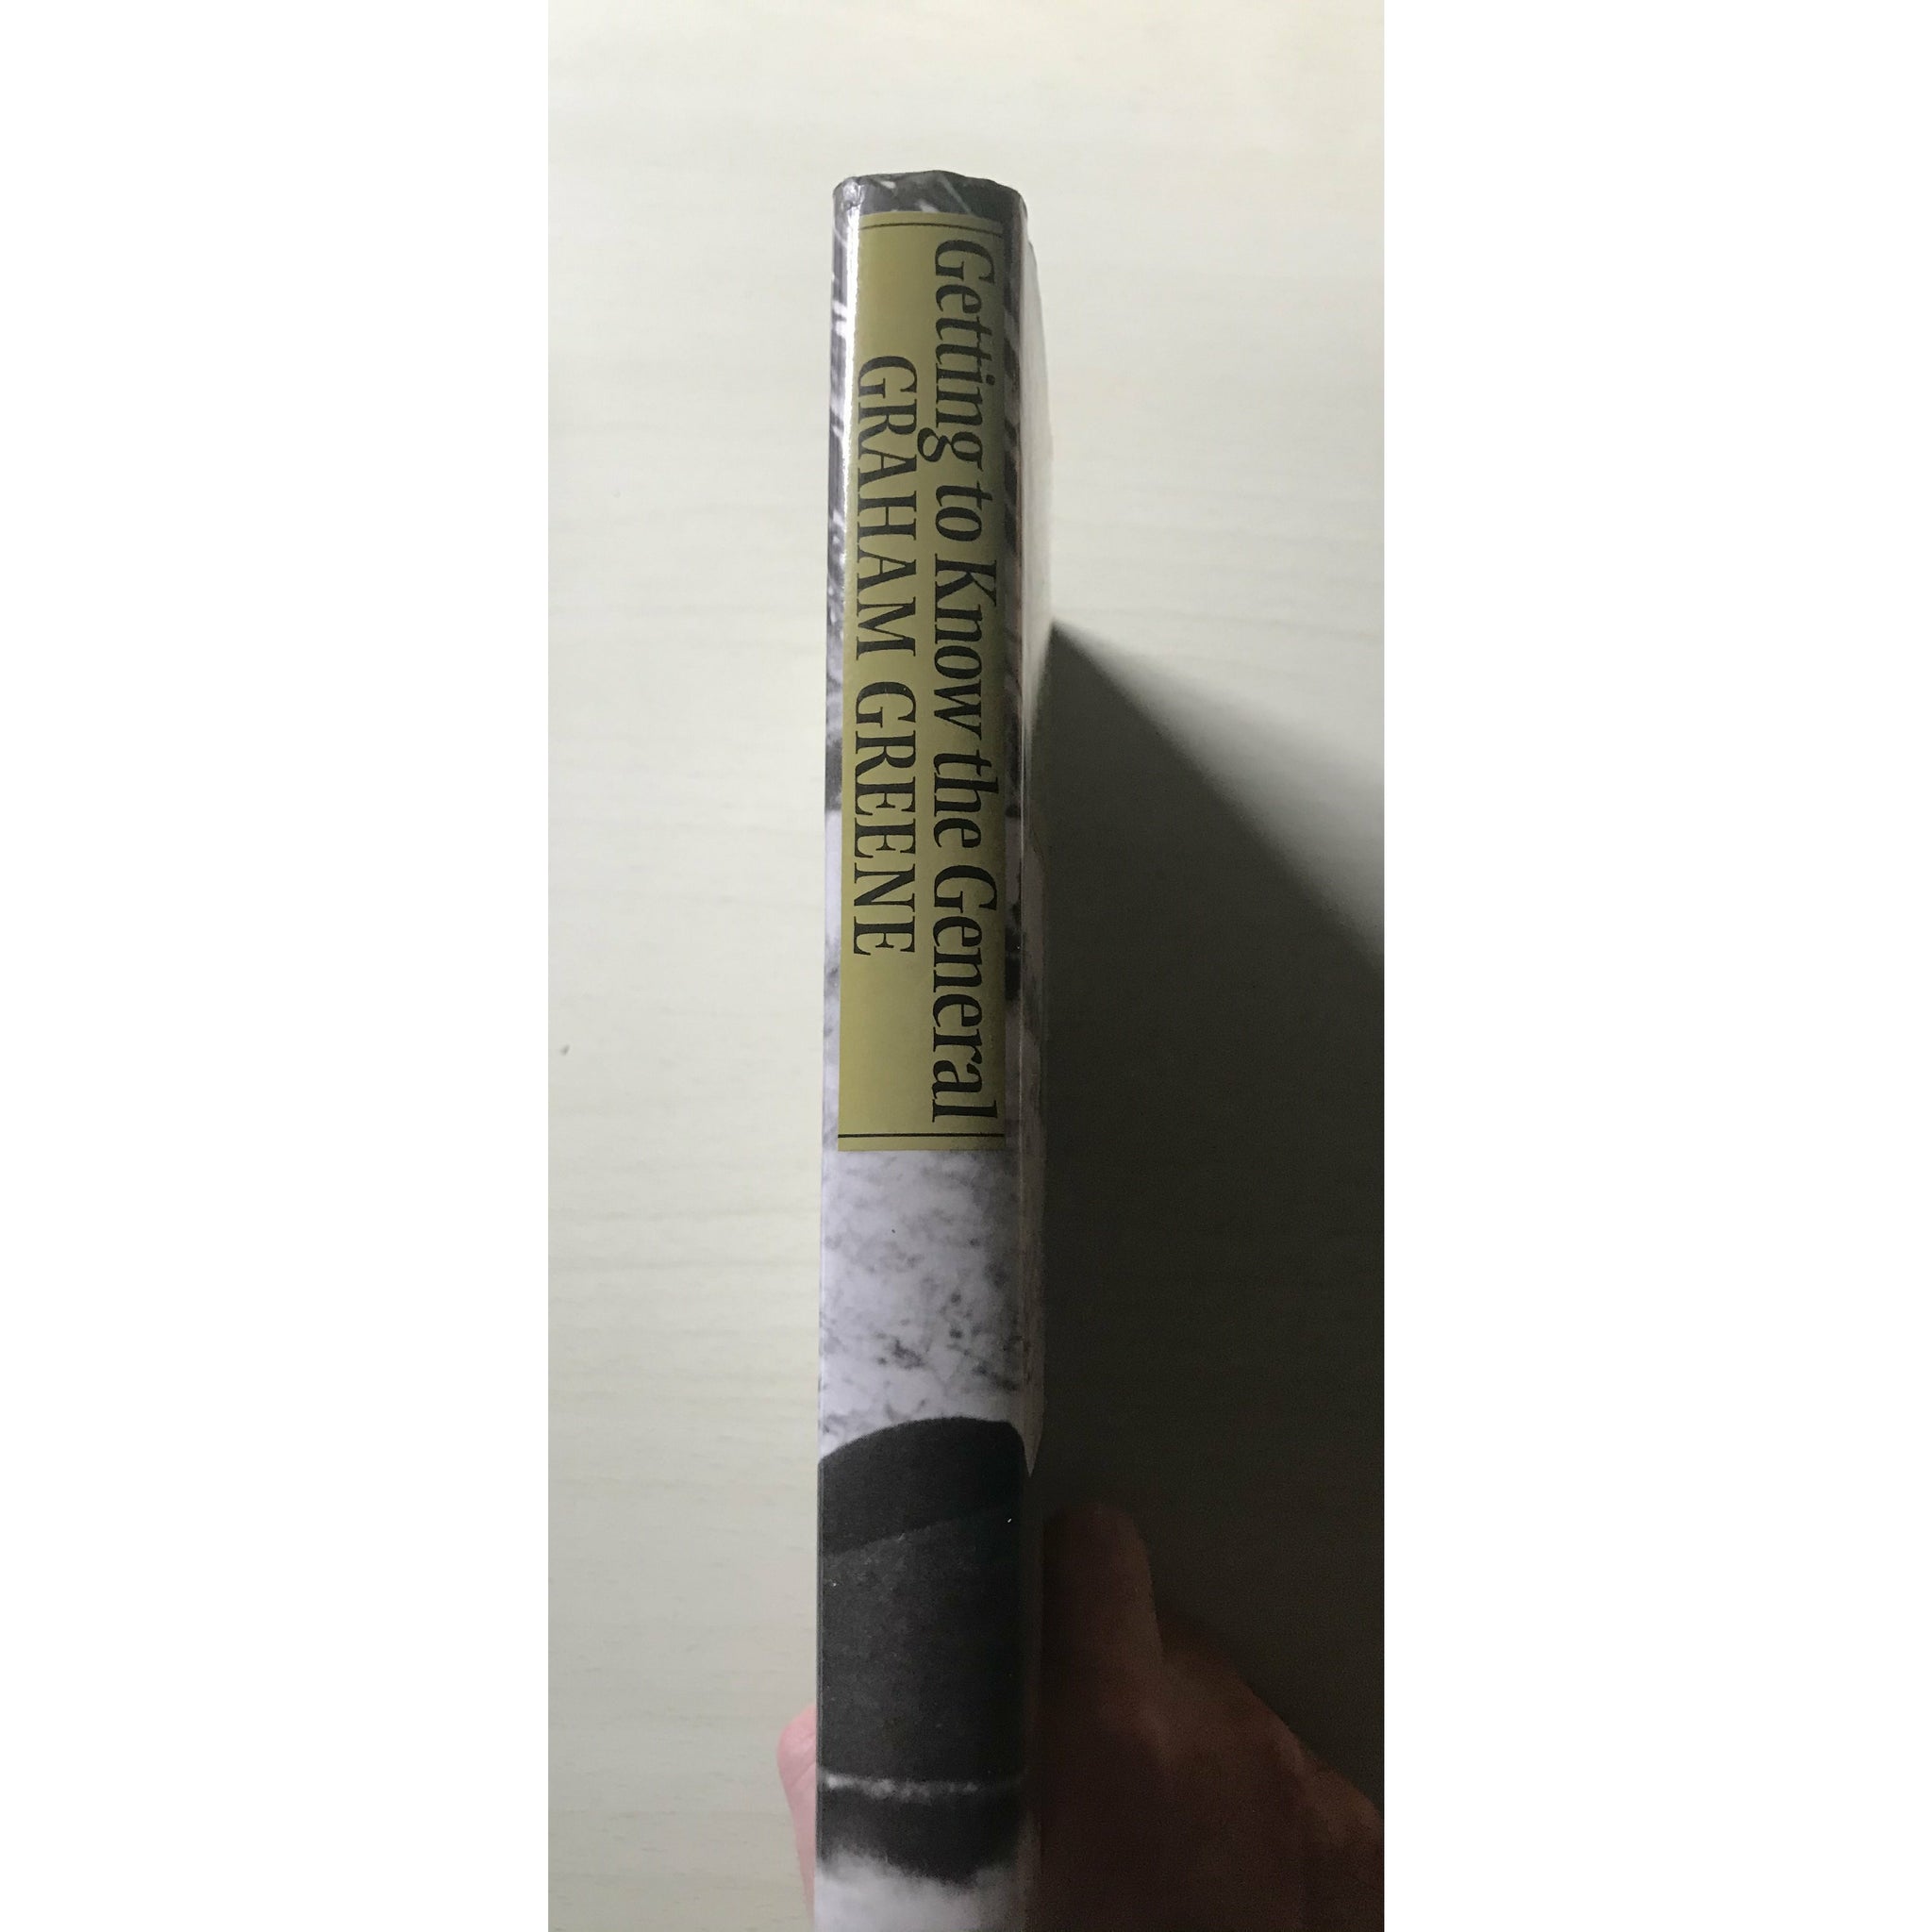 Getting to Know the General
GRAHAM GREENE